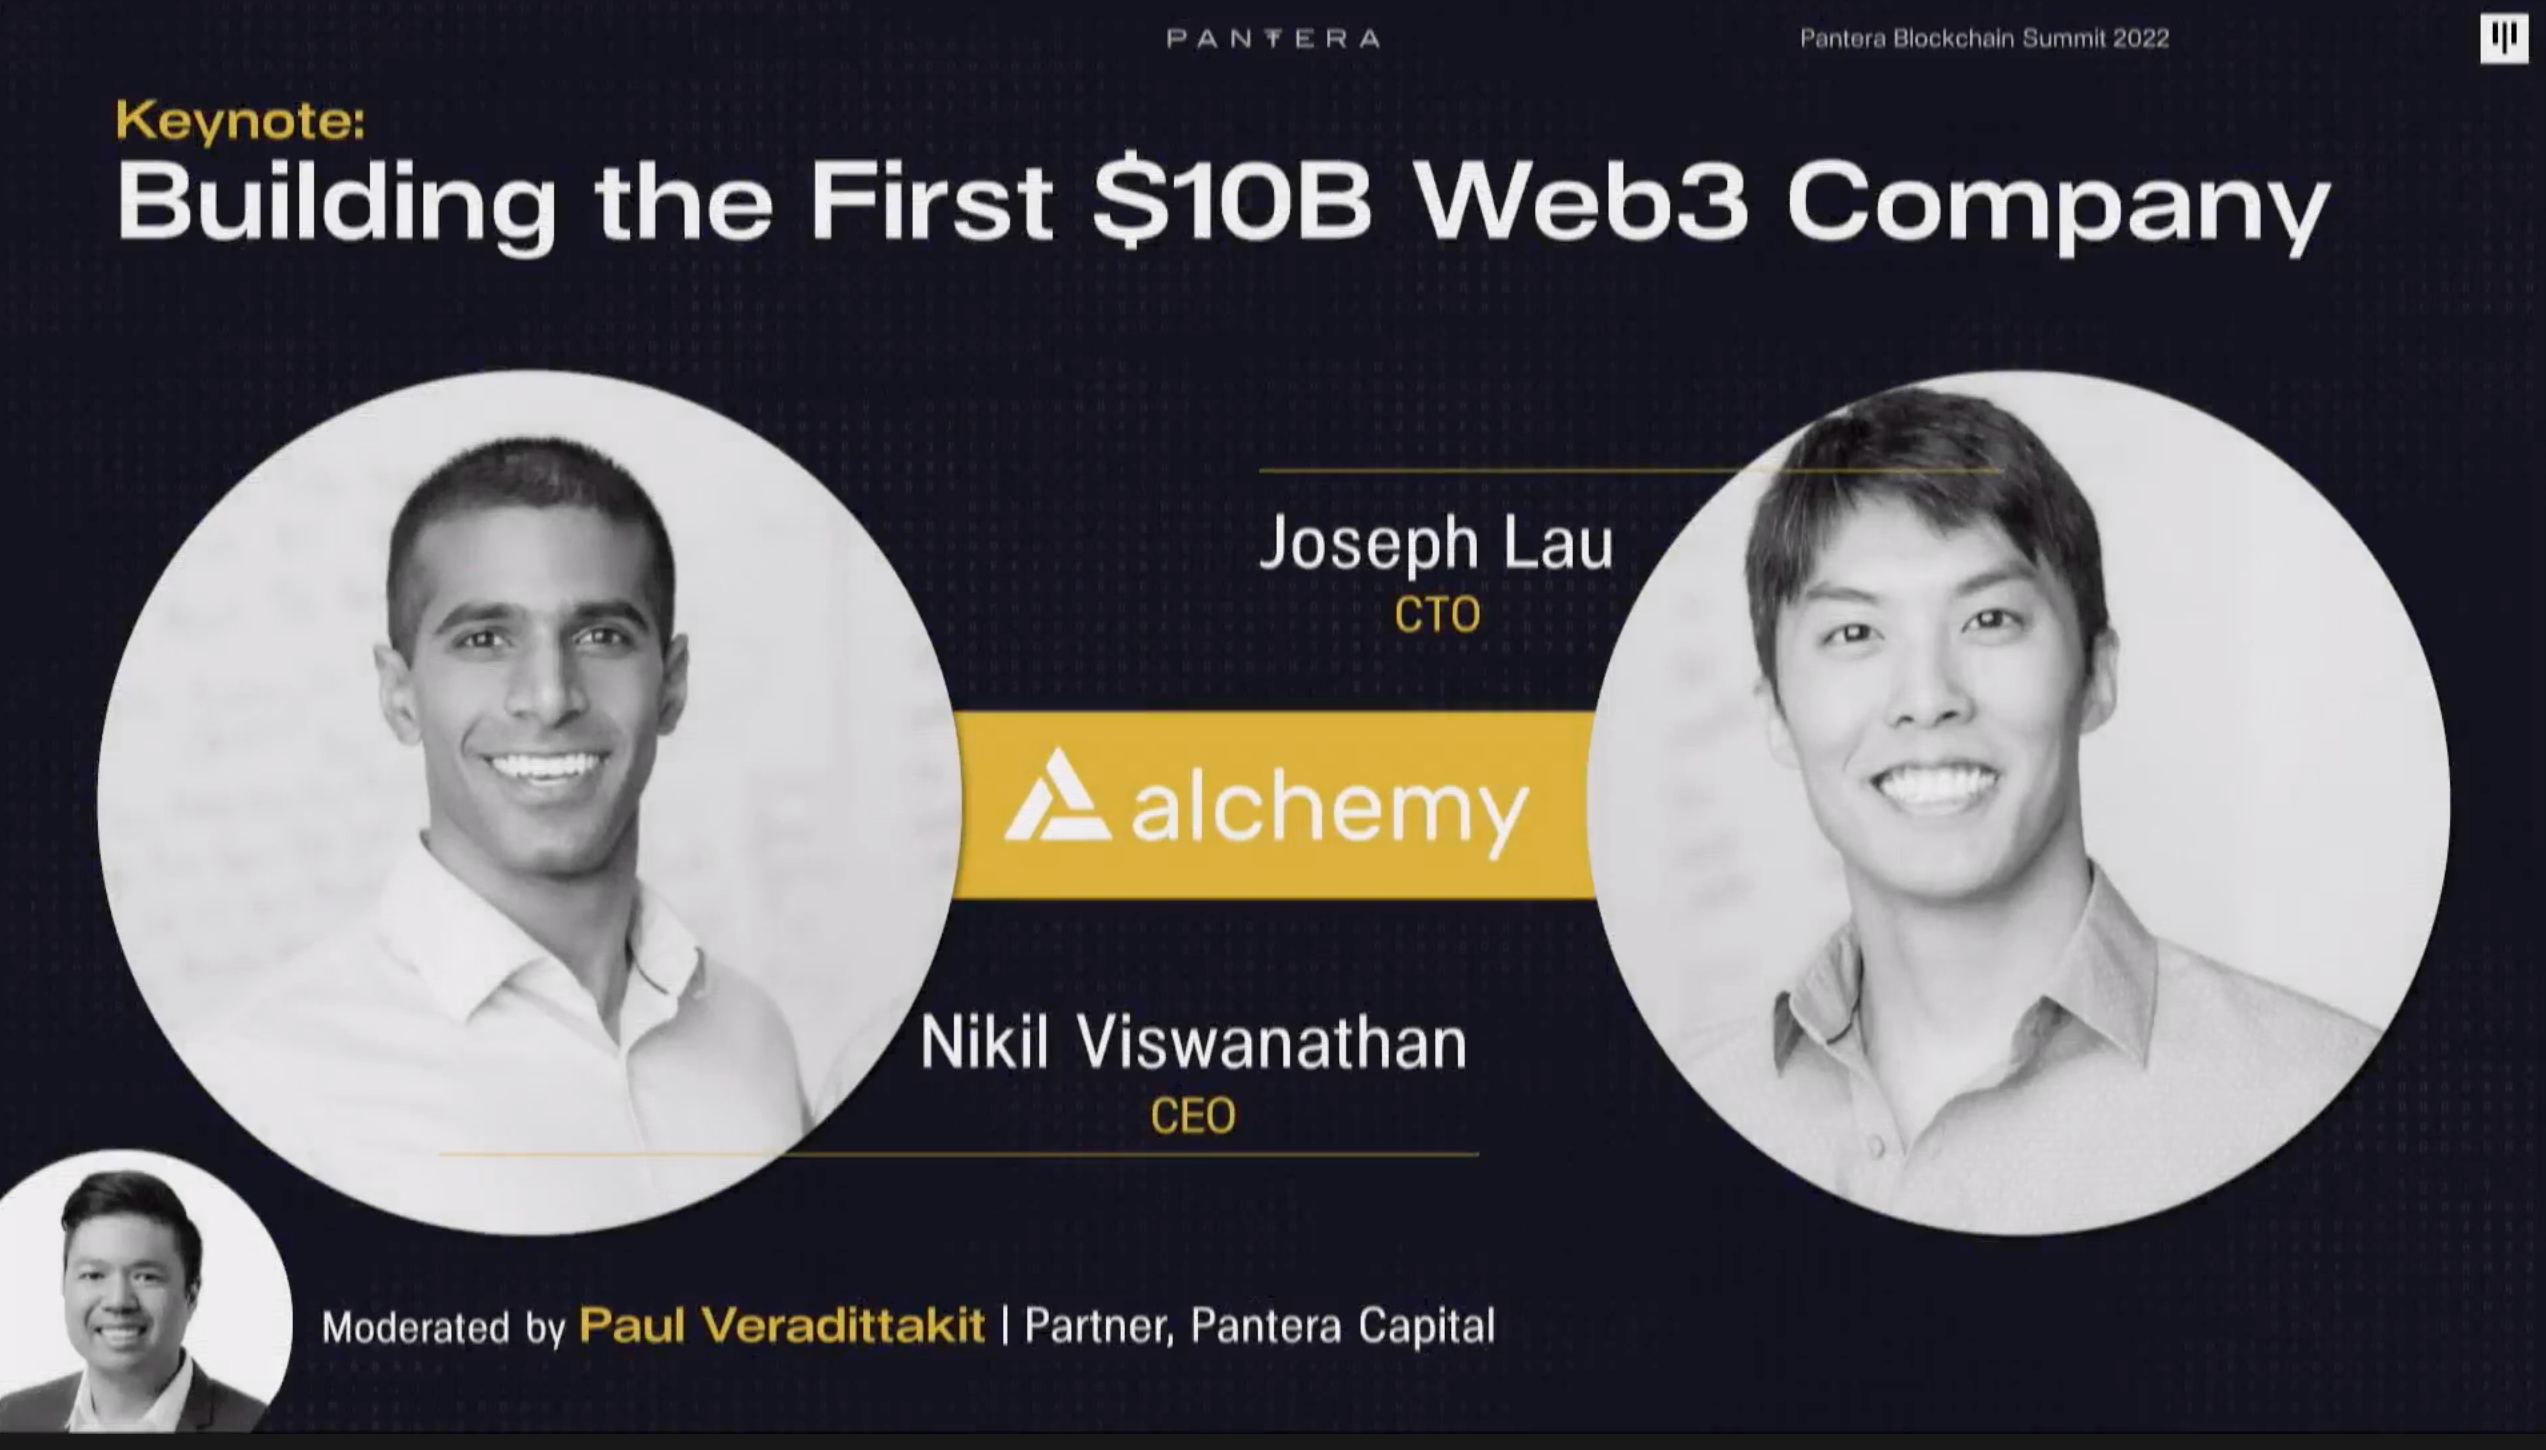 PANTERA
Pantera Blockchain Summit 2022
Keynote:
Building the First $10B Web3 Company
Joseph Lau
CTO
alchemy
Nikil Viswanathan
CEO
Moderated by Paul Veradittakit | Partner, Pantera Capital